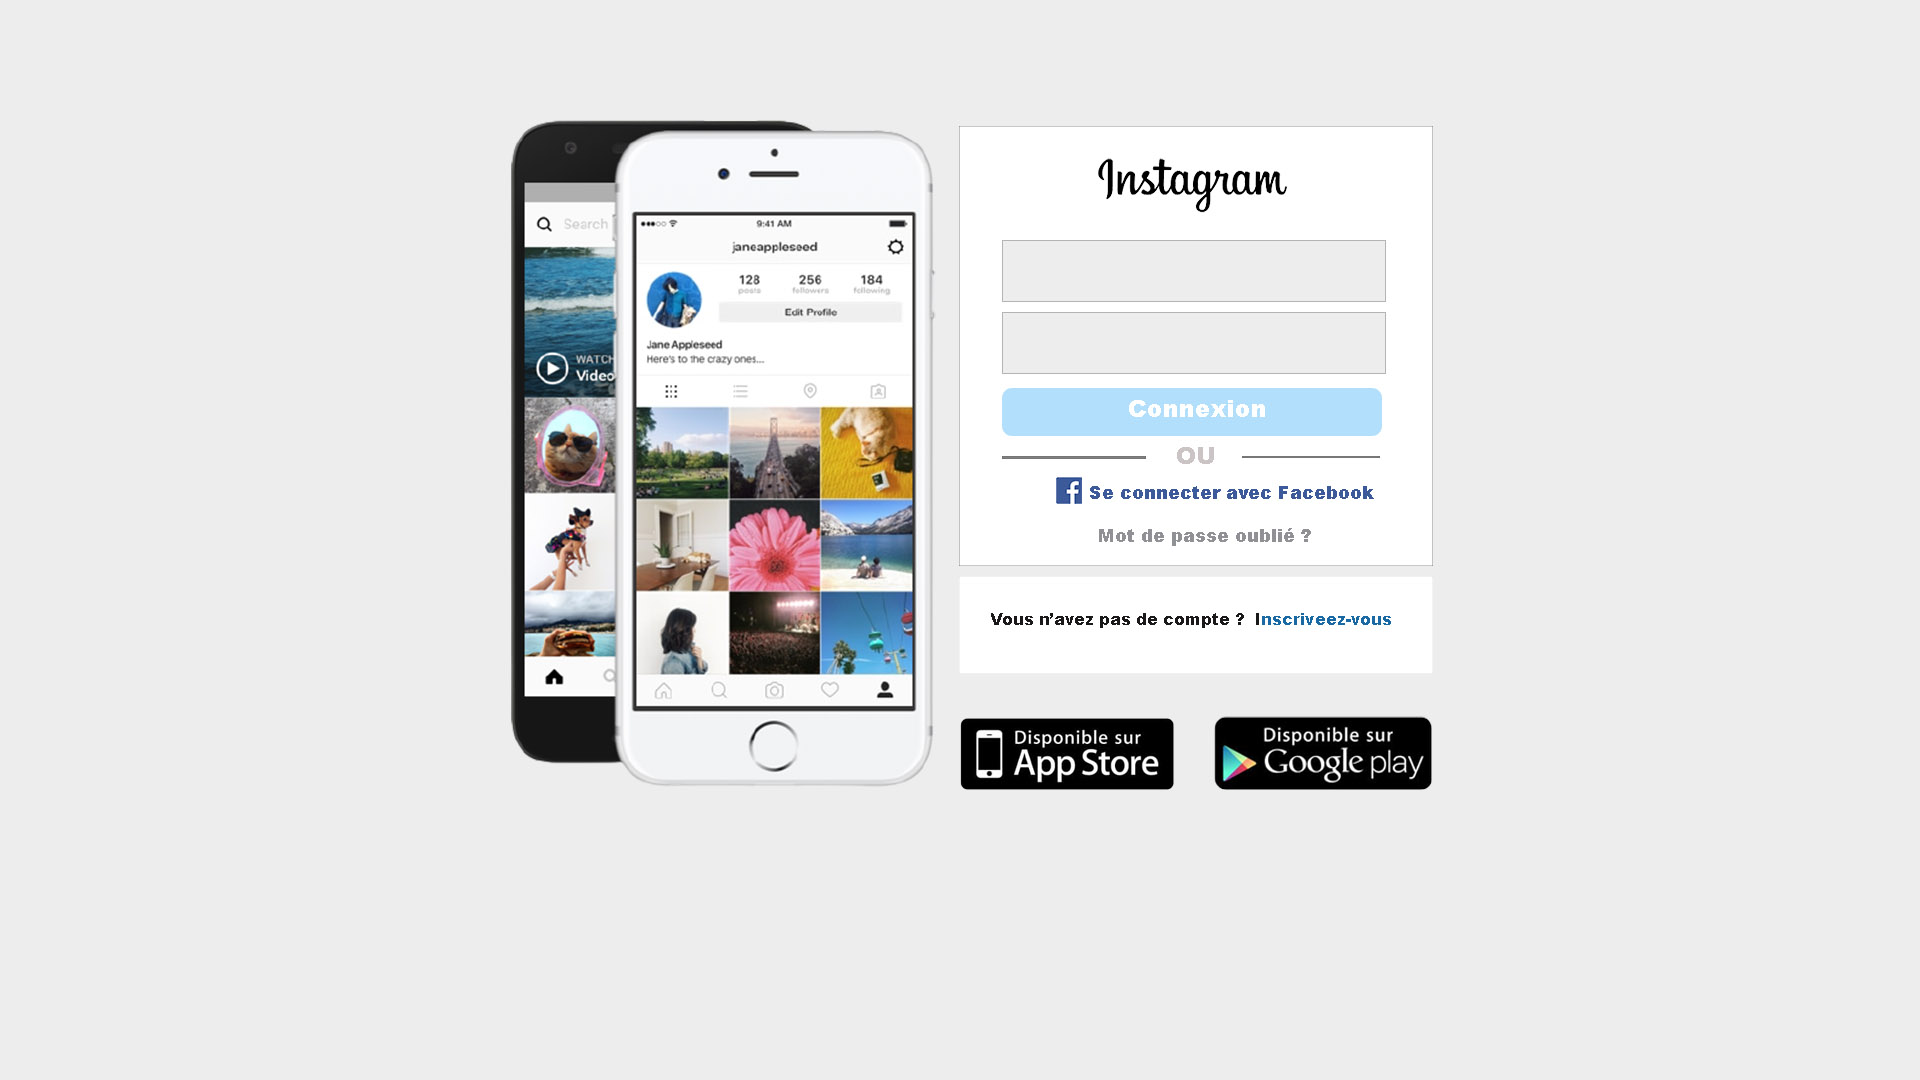 Search
WATCH
Video
9:41 AM
janeappleseed
128
256
184
posts
followers
following
Edit Profile
Jane Appleseed
Here's to the crazy ones...
Instagram
Connexion
OU
Se connecter avec Facebook
Mot de passe oublié ?
Vous n'avez pas de compte ? Inscriveez-vous
Disponible sur
App Store
Disponible sur
Google play